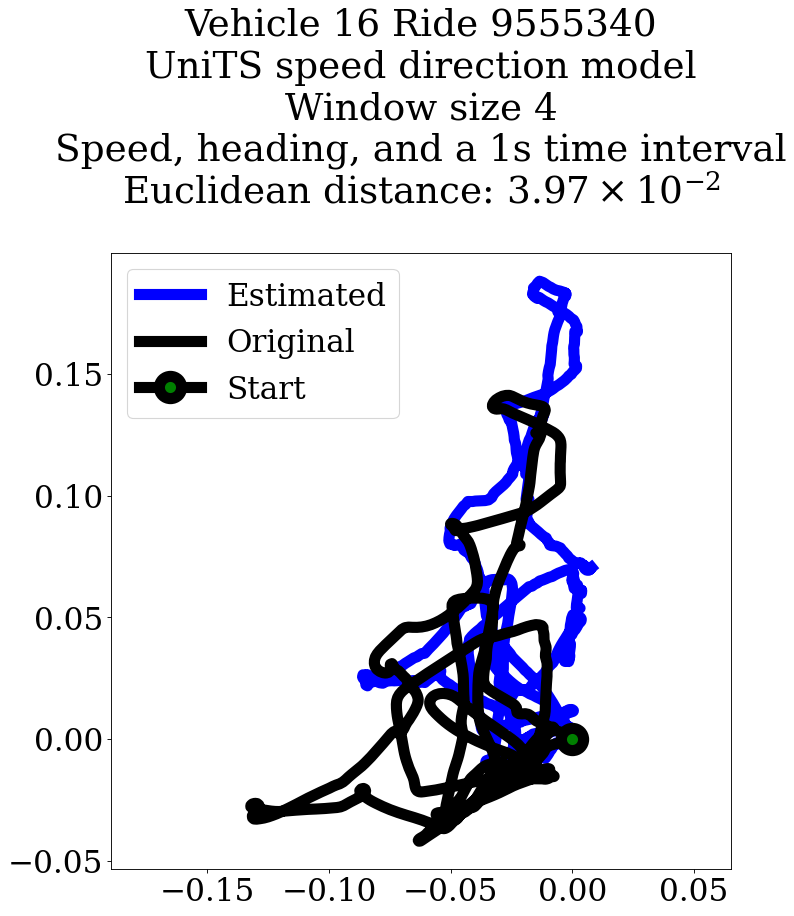 Vehicle 16 Ride 9555340
UniTS speed direction model
Window size 4
Speed, heading, and a 1s time interval
Euclidean distance: 3.97 × 10⁻²
Estimated
Original
Start
0.15
0.10
0.05
0.00
−0.05
−0.15 −0.10 −0.05 0.00 0.05